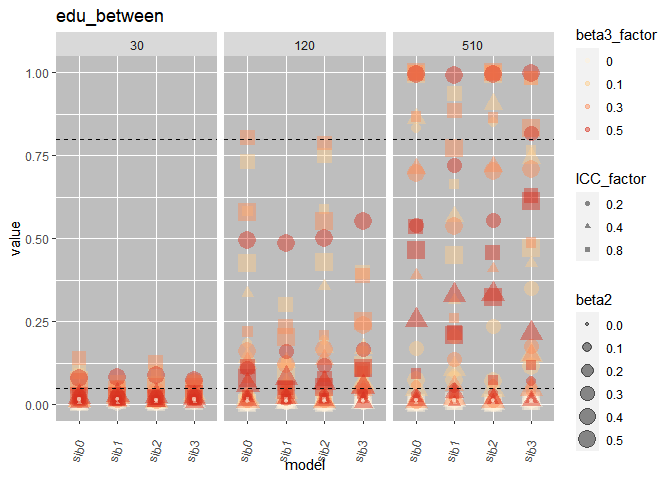 edu_between
30 120 510
1.00
0.75
0.50
0.25
0.00
value
sib0 sib1 sib2 sib3 sib0 sib1 sib2 sib3 sib0 sib1 sib2 sib3
model
beta3_factor
0
0.1
0.3
0.5
ICC_factor
0.2
0.4
0.8
beta2
0.0
0.1
0.2
0.3
0.4
0.5